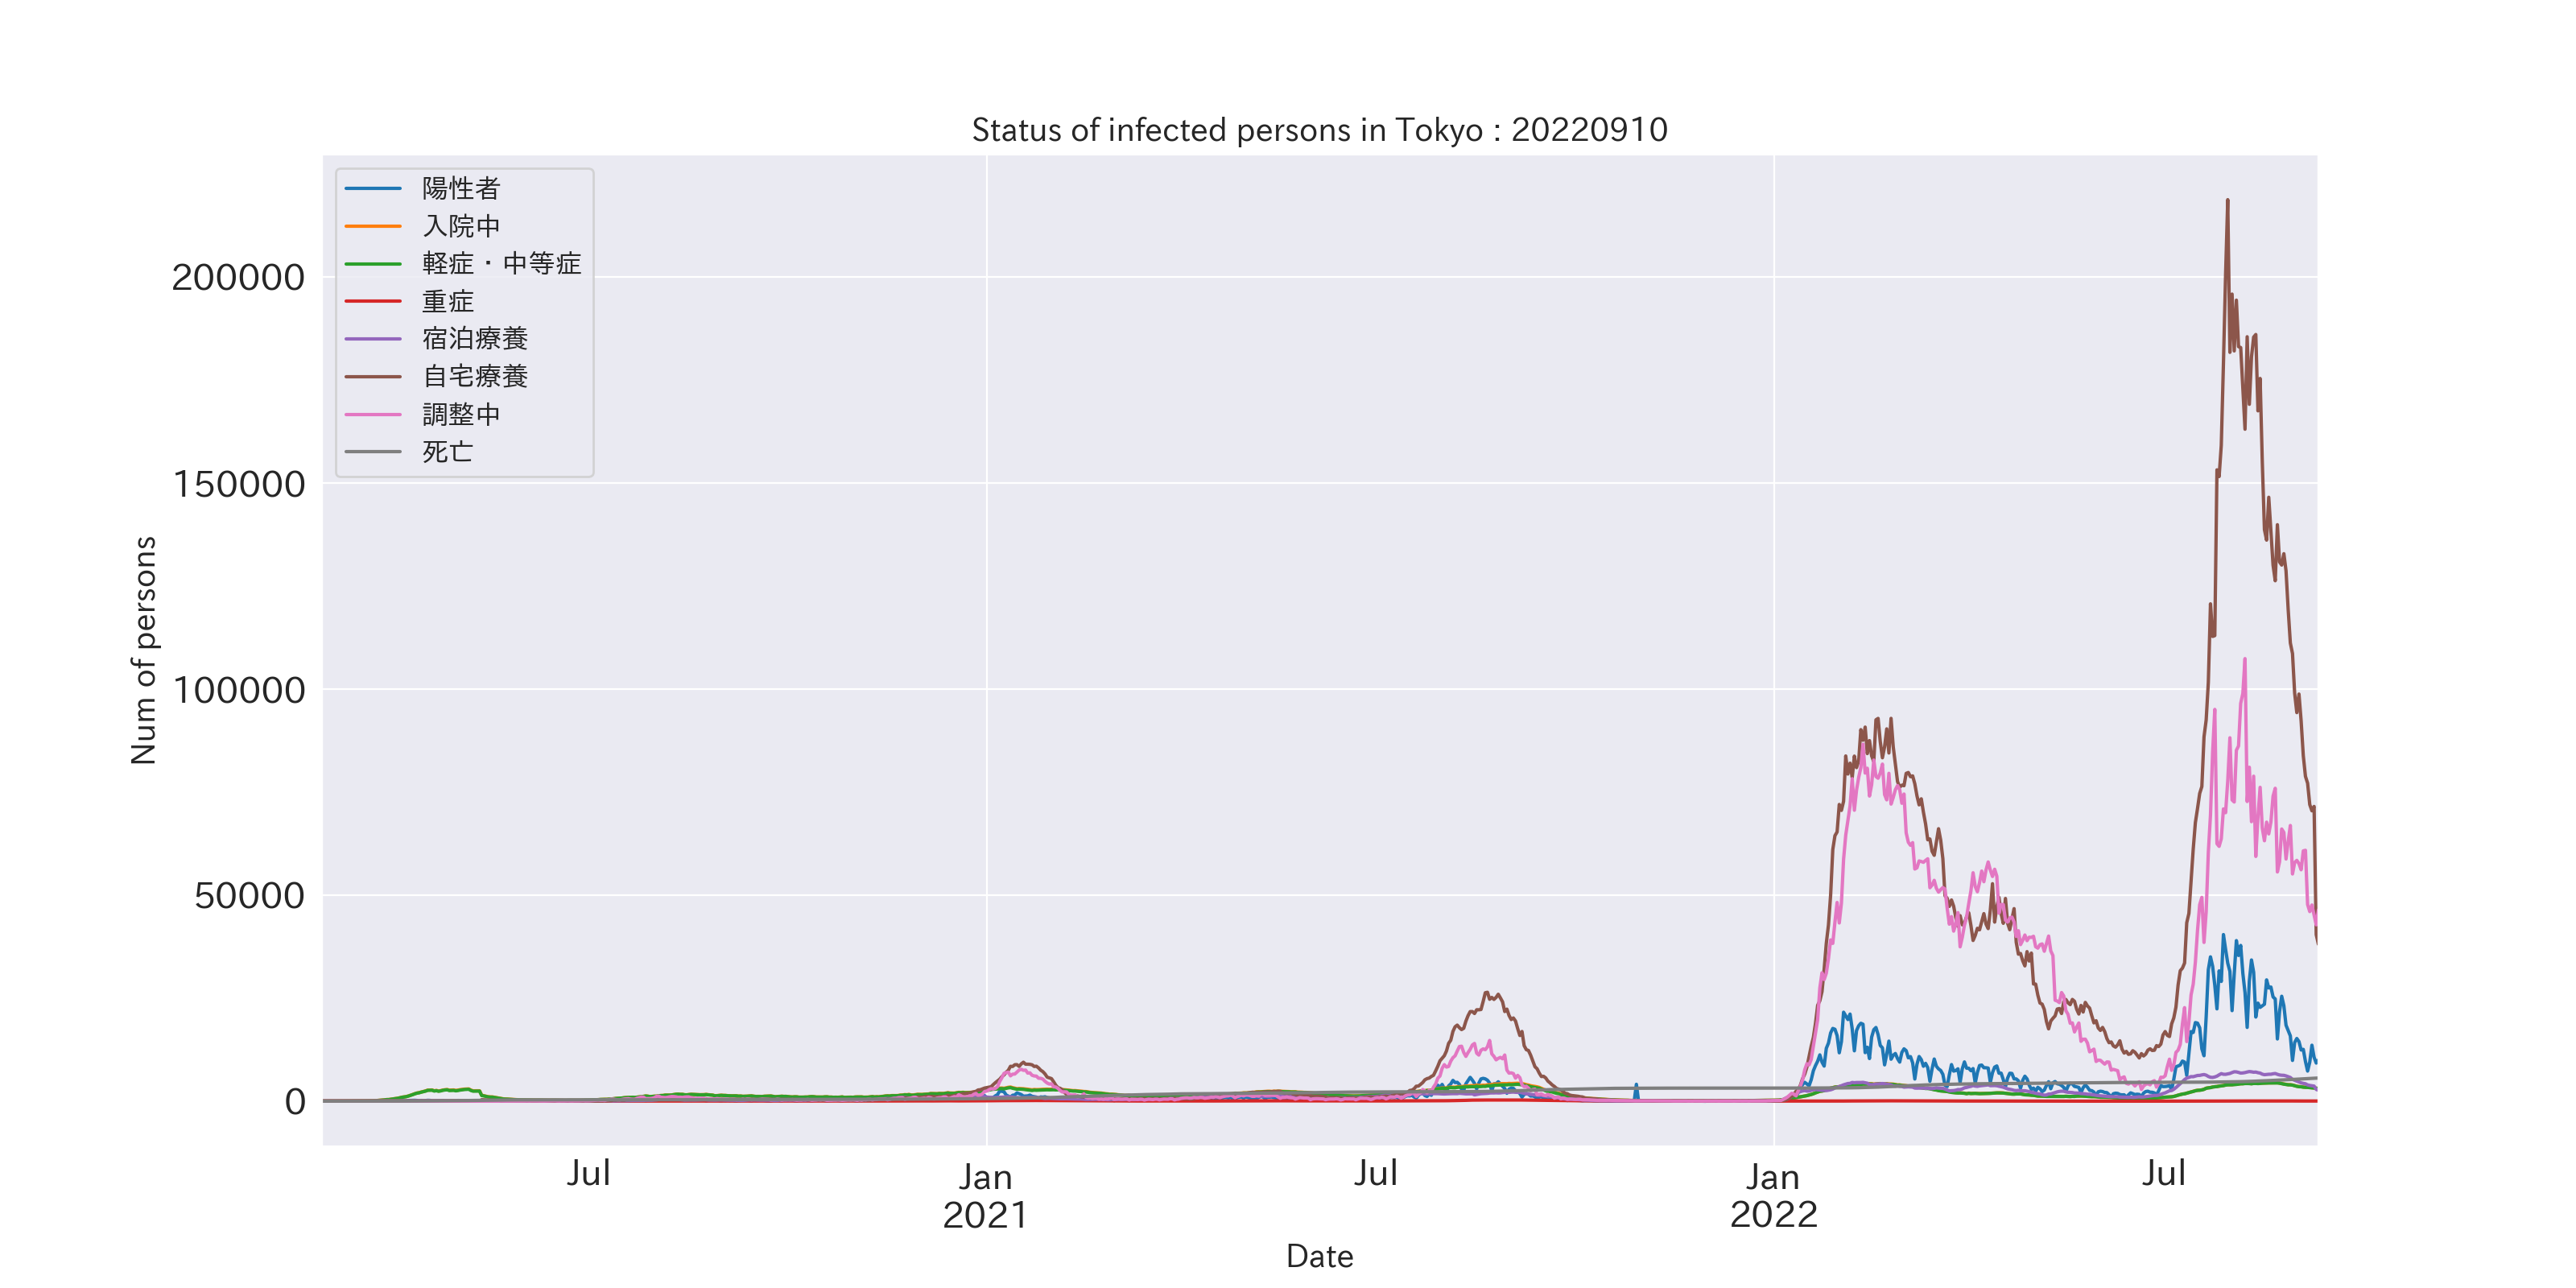 Status of infected persons in Tokyo : 20220910
陽性者
入院中
軽症・中等症
重症
宿泊療養
自宅療養
調整中
死亡
200000
150000
100000
50000
0
Num of persons
Jul
Jan
2021
Jul
Jan
2022
Jul
Date